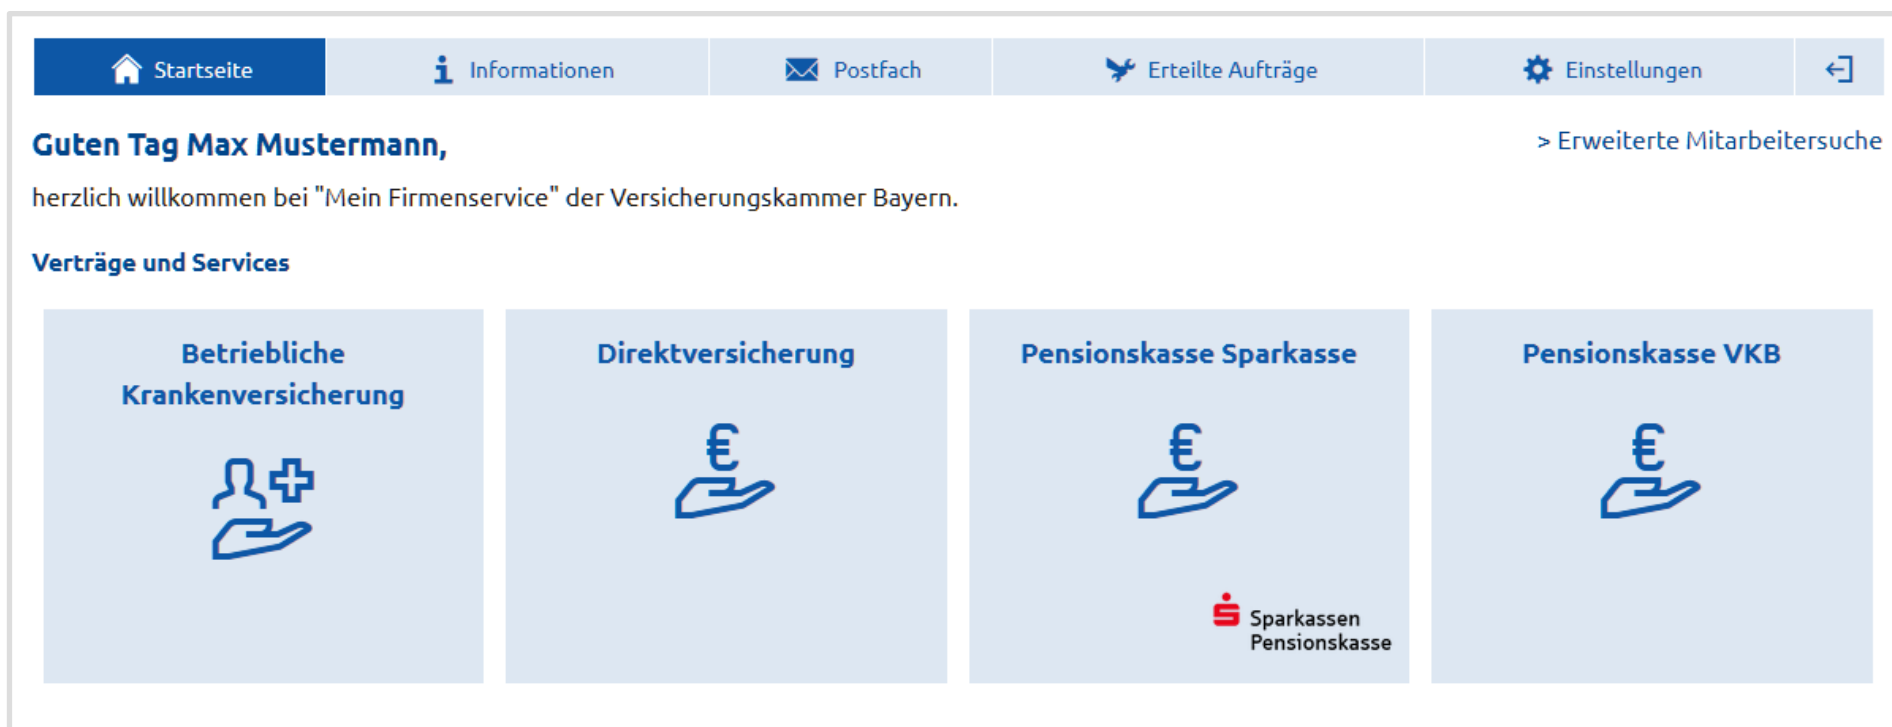 Startseite
Informationen
Postfach
Erteilte Aufträge
Einstellungen
Guten Tag Max Mustermann,
> Erweiterte Mitarbeitersuche
herzlich willkommen bei "Mein Firmenservice" der Versicherungskammer Bayern.
Verträge und Services
Betriebliche
Krankenversicherung
Direktversicherung
Pensionskasse Sparkasse
Sparkassen
Pensionskasse
Pensionskasse VKB